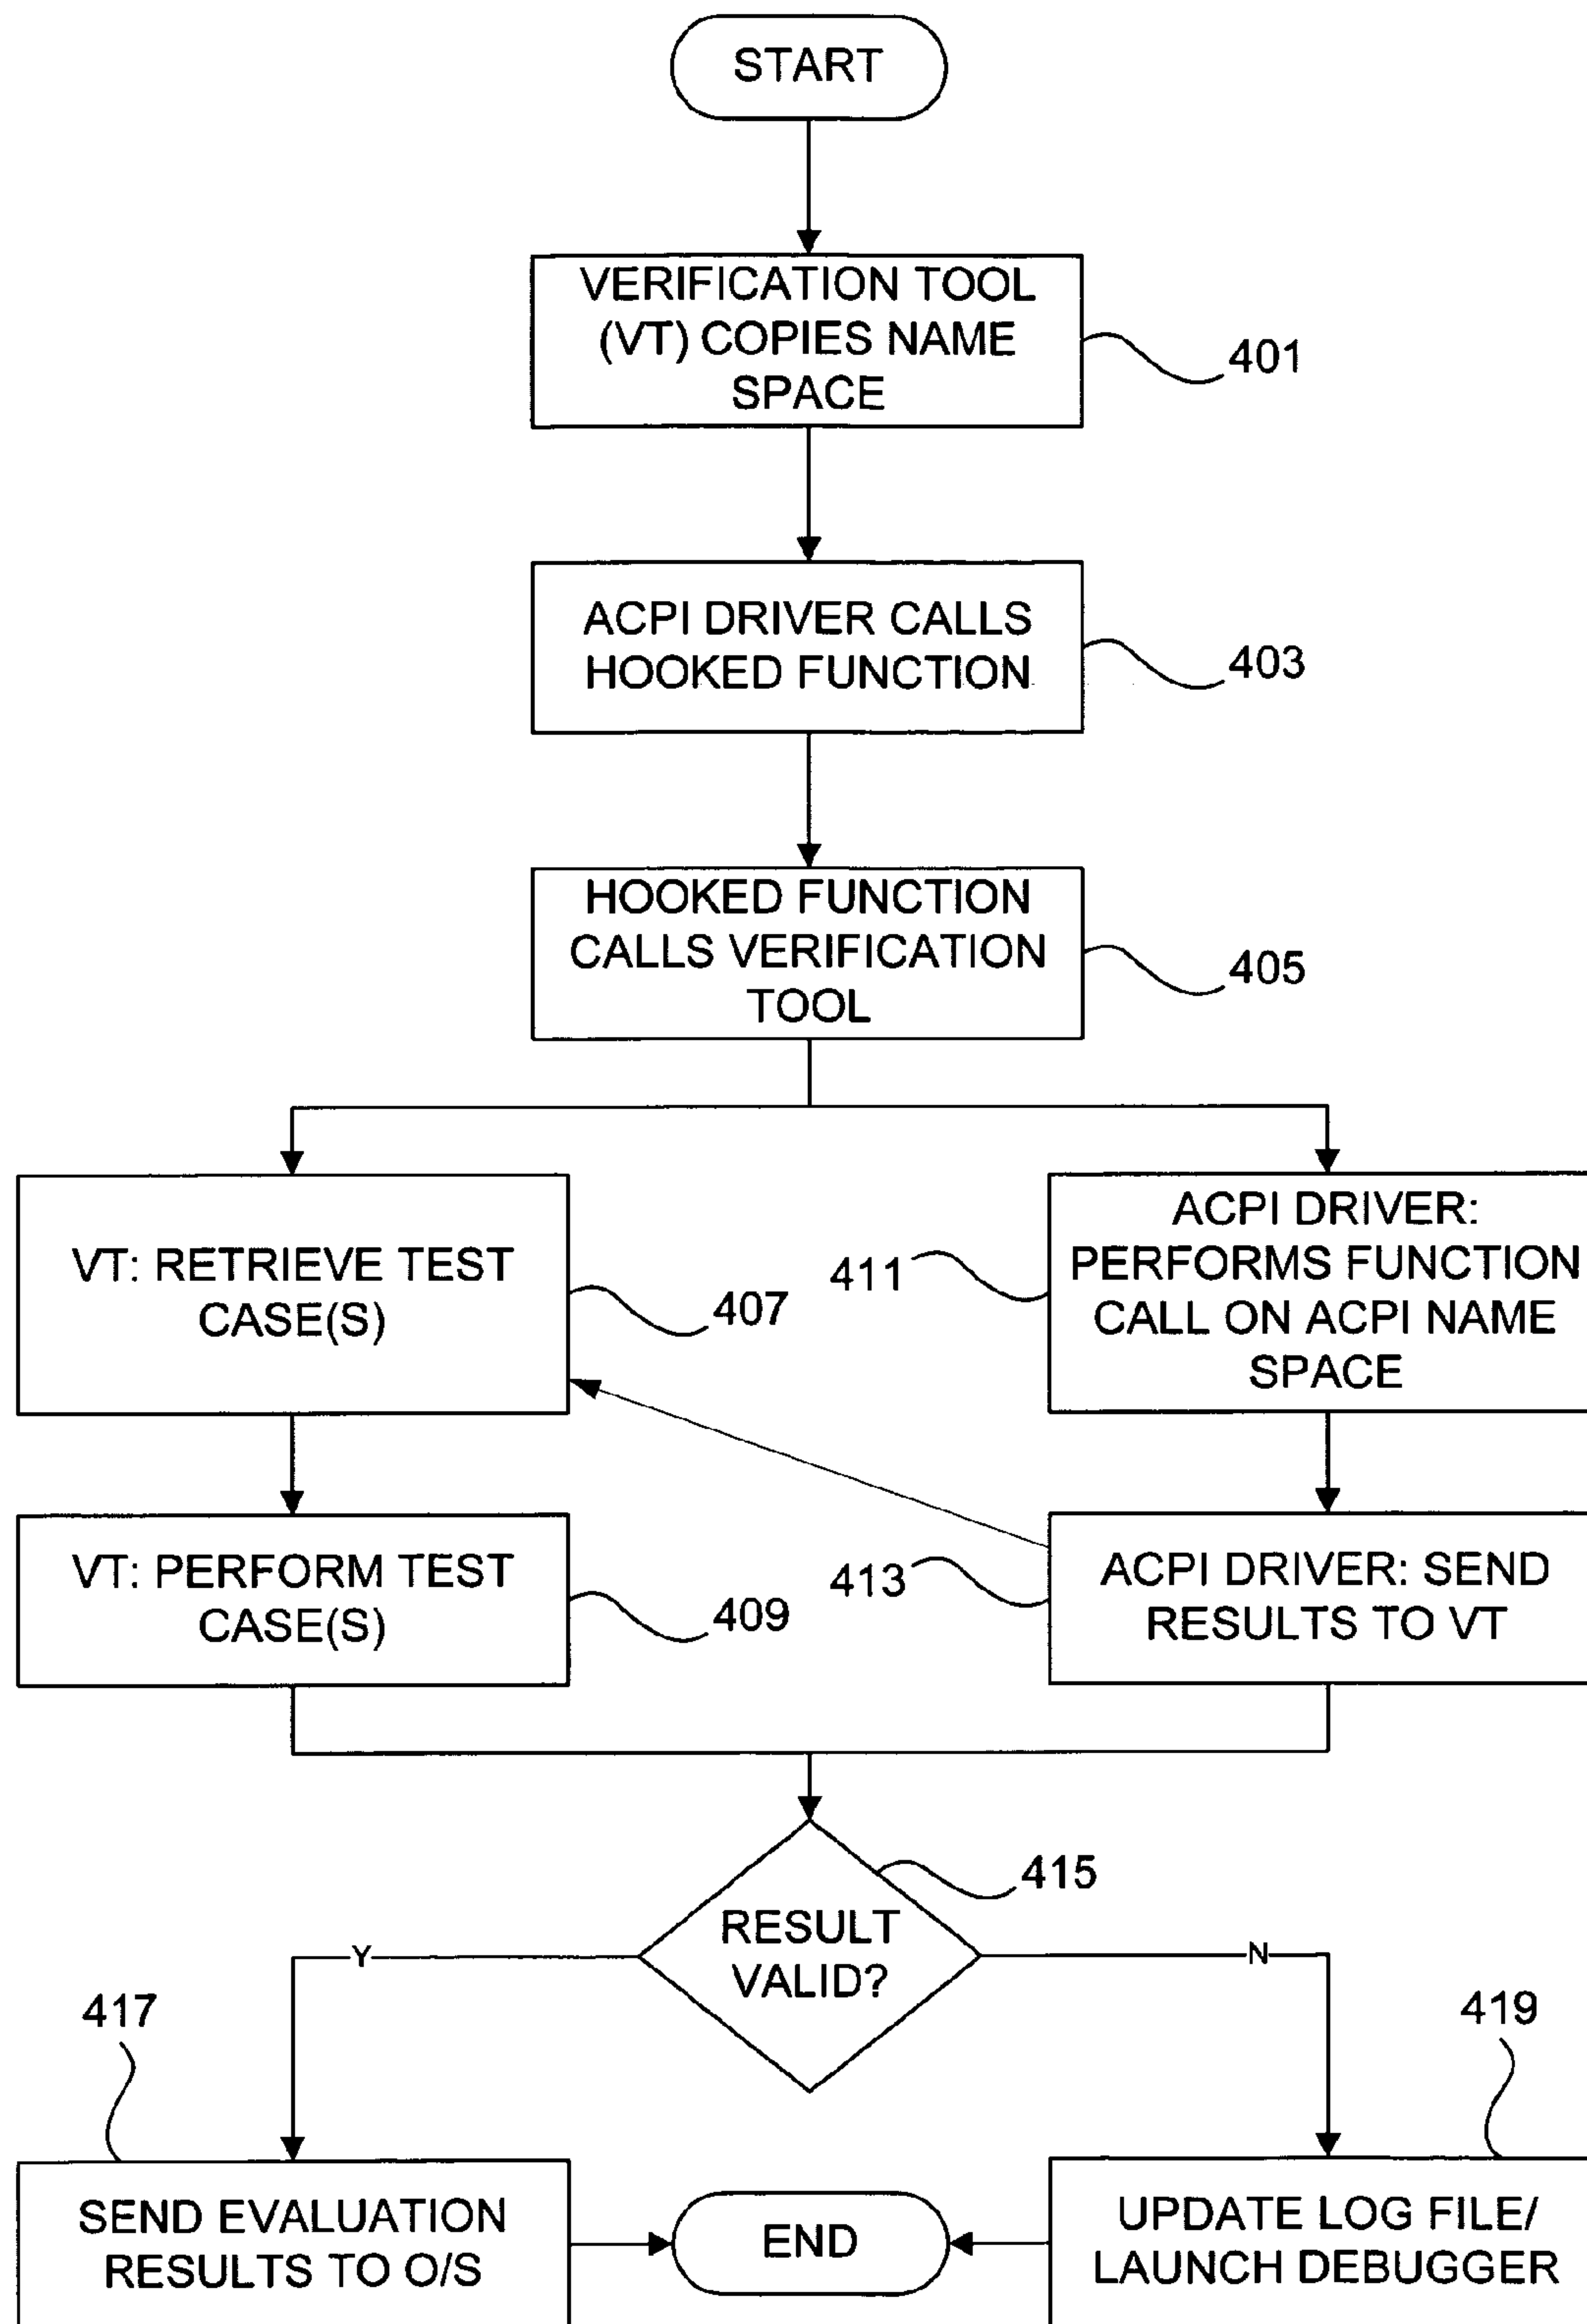 START
VERIFICATION TOOL
(VT) COPIES NAME
SPACE
401
ACPI DRIVER CALLS
HOOKED FUNCTION
403
HOOKED FUNCTION
CALLS VERIFICATION
TOOL
405
VT: RETRIEVE TEST
CASE(S)
407
411
ACPI DRIVER:
PERFORMS FUNCTION
CALL ON ACPI NAME
SPACE
VT: PERFORM TEST
CASE(S)
409
413
ACPI DRIVER: SEND
RESULTS TO VT
415
RESULT
VALID?
Y
N
417
419
SEND EVALUATION
RESULTS TO O/S
END
UPDATE LOG FILE/
LAUNCH DEBUGGER